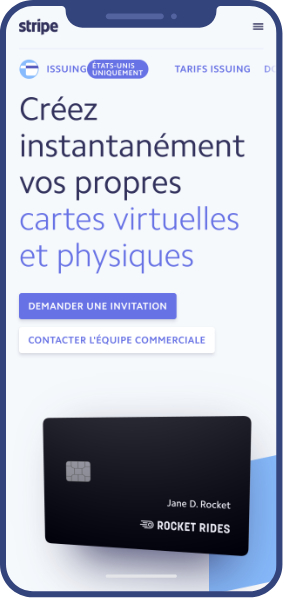 stripe
ISSUING ÉTATS-UNIS UNIQUEMENT TARIFS ISSUING DO
Créez
instantanément
vos propres
cartes virtuelles
et physiques
DEMANDER UNE INVITATION
CONTACTER L'ÉQUIPE COMMERCIALE
Jane D. Rocket
ROCKET RIDES